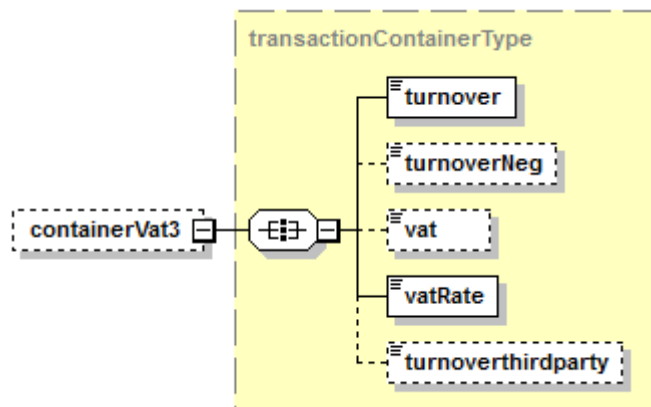 transactionContainerType
turnover
turnoverNeg
containerVat3
vat
vatRate
turnoverthirdparty